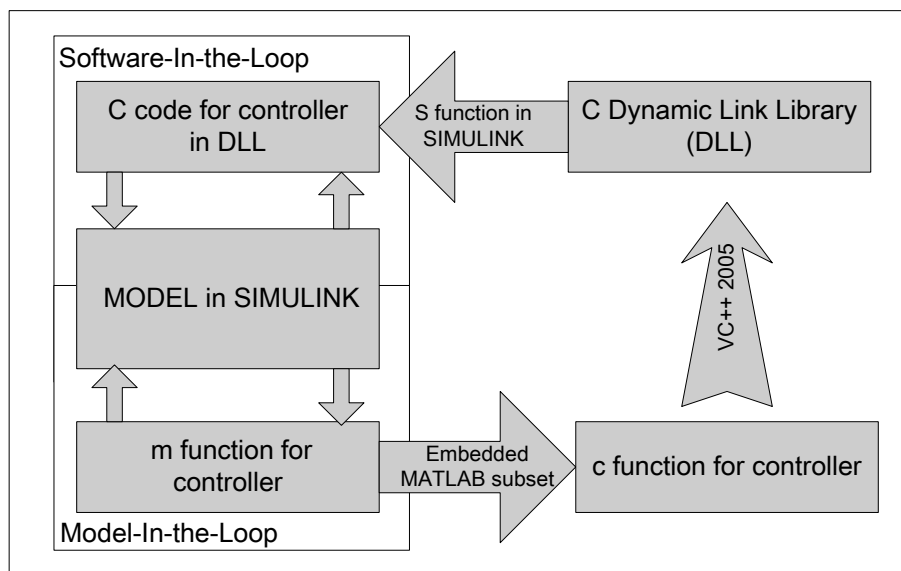 Software-In-the-Loop
C code for controller
in DLL
S function in
SIMULINK
C Dynamic Link Library
(DLL)
MODEL in SIMULINK
VC++ 2005
m function for
controller
Embedded
MATLAB subset
c function for controller
Model-In-the-Loop